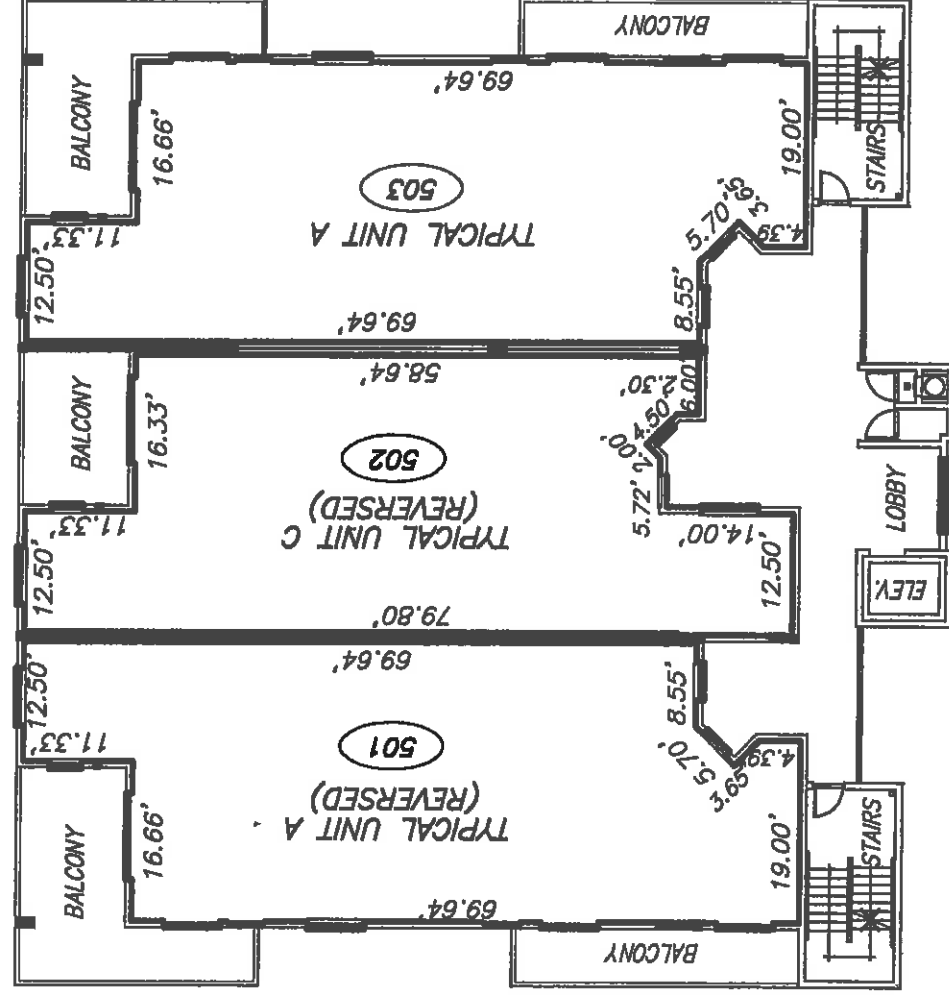 BALCONY
69.64'
BALCONY
16.66'
19.00'
STAIRS
503
TYPICAL UNIT A
5.70'
3.65'
4.39
11.33'
12.50'
8.55'
69.64'
58.64'
BALCONY
16.33'
2.30'
6.00'
4.50'
2.00'
502
TYPICAL UNIT C
(REVERSED)
5.72'
14.00'
LOBBY
11.33'
12.50'
12.50'
ELEV.
79.80'
69.64'
12.50'
8.55'
11.33'
501
TYPICAL UNIT A
(REVERSED)
5.70'
3.65
4.39'
BALCONY
16.66'
19.00'
STAIRS
69.64'
BALCONY